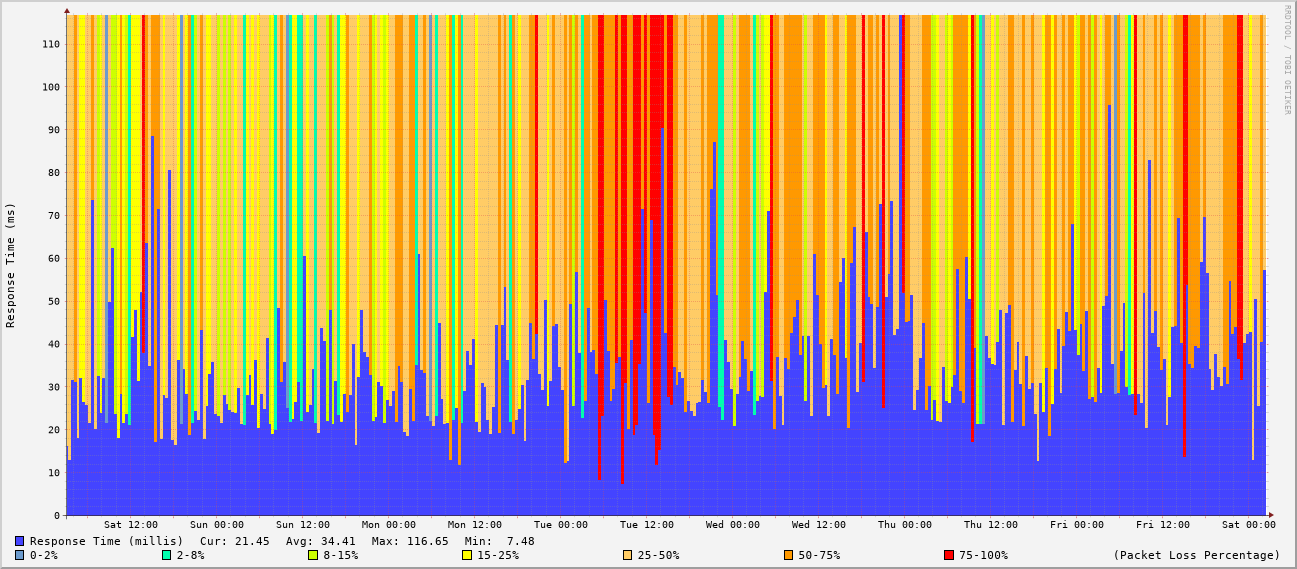 RRDTOOL / TOBI OETIKER
Response Time (ms)
110
100
90
80
70
60
50
40
30
20
10
0
Sat 12:00 Sun 00:00 Sun 12:00 Mon 00:00 Mon 12:00 Tue 00:00 Tue 12:00 Wed 00:00 Wed 12:00 Thu 00:00 Thu 12:00 Fri 00:00 Fri 12:00 Sat 00:00
Response Time (millis) Cur: 21.45 Avg: 34.41 Max: 116.65 Min: 7.48
0-2% 2-8% 8-15% 15-25% 25-50% 50-75% 75-100% (Packet Loss Percentage)